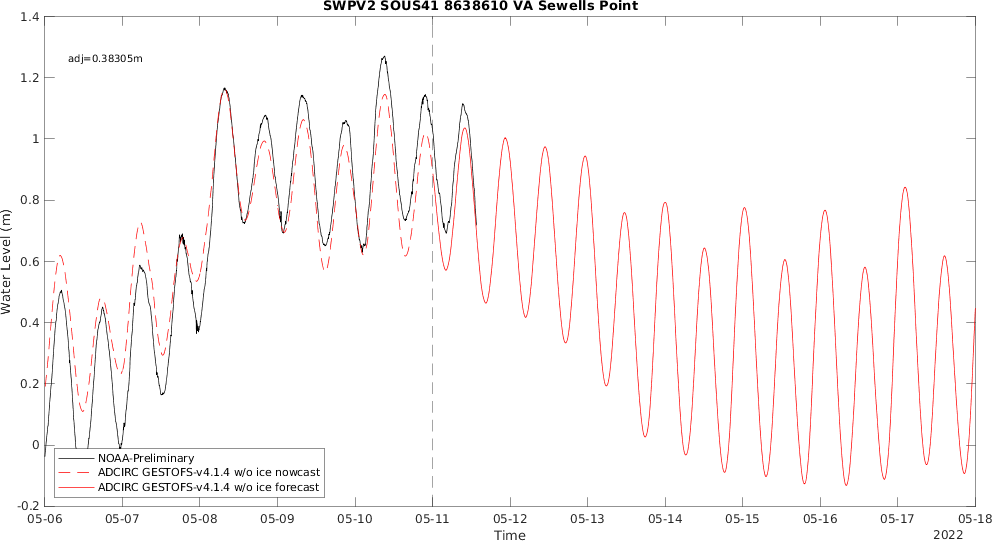 SWPV2 SOUS41 8638610 VA Sewells Point
adj=0.38305m
Water Level (m)
1.4
1.2
1
0.8
0.6
0.4
0.2
0
-0.2
NOAA-Preliminary
ADCIRC GESTOFS-v4.1.4 w/o ice nowcast
ADCIRC GESTOFS-v4.1.4 w/o ice forecast
05-06 05-07 05-08 05-09 05-10 05-11 05-12 05-13 05-14 05-15 05-16 05-17 05-18
Time
2022